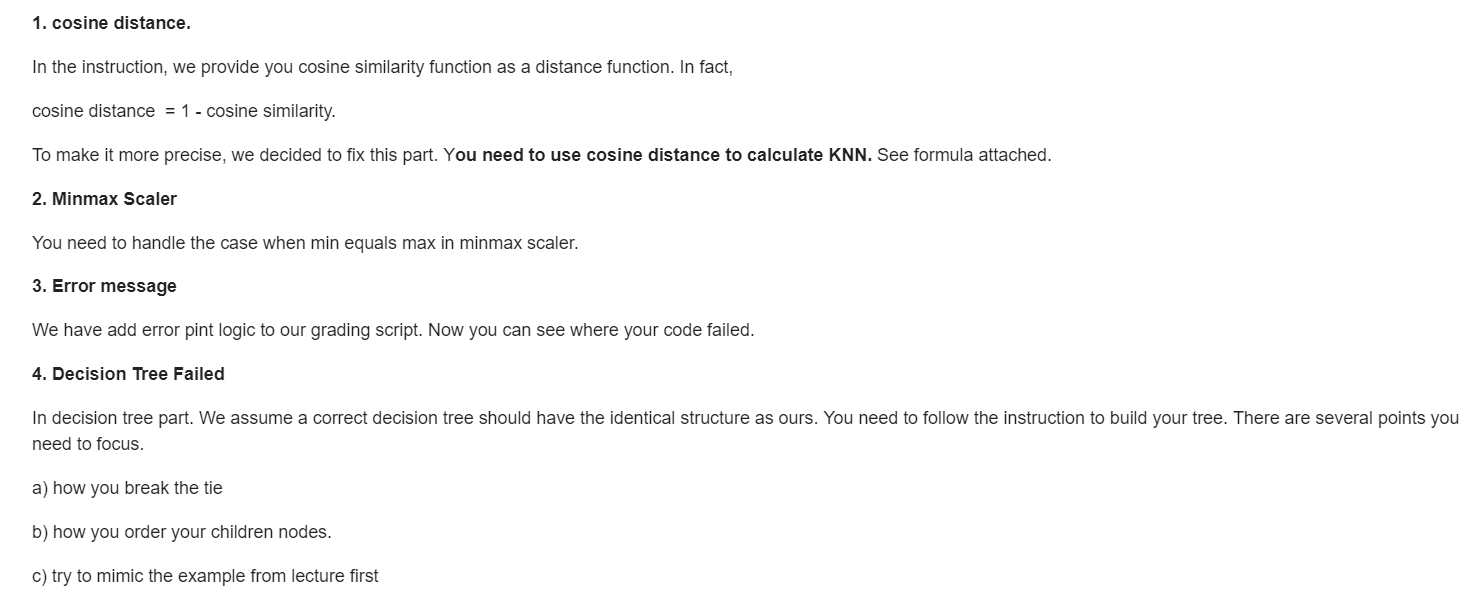 1. cosine distance.
In the instruction, we provide you cosine similarity function as a distance function. In fact,
cosine distance  = 1 - cosine similarity.
To make it more precise, we decided to fix this part. You need to use cosine distance to calculate KNN. See formula attached.
2. Minmax Scaler
You need to handle the case when min equals max in minmax scaler.
3. Error message
We have add error pint logic to our grading script. Now you can see where your code failed.
4. Decision Tree Failed
In decision tree part. We assume a correct decision tree should have the identical structure as ours. You need to follow the instruction to build your tree. There are several points you
need to focus.
a) how you break the tie
b) how you order your children nodes.
c) try to mimic the example from lecture first